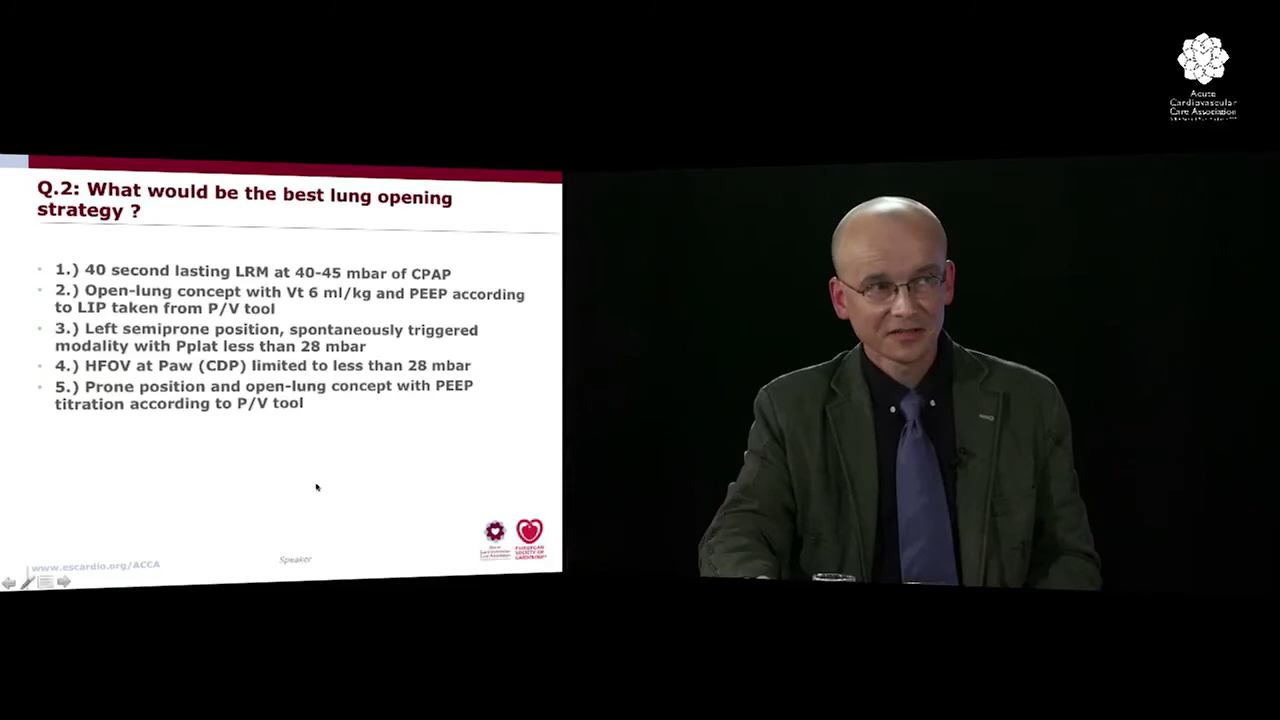 Acute
Cardiovascular
Care Association
Q.2: What would be the best lung opening
strategy ?
1.) 40 second lasting LRM at 40-45 mbar of CPAP
2.) Open-lung concept with Vt 6 ml/kg and PEEP according
to LIP taken from P/V tool
3.) Left semiprone position, spontaneously triggered
modality with Pplat less than 28 mbar
4.) HFOV at Paw (CDP) limited to less than 28 mbar
5.) Prone position and open-lung concept with PEEP
titration according to P/V tool
EUROPEAN
SOCIETY OF
CARDIOLOGY
www.escardio.org/ACCA
Speaker